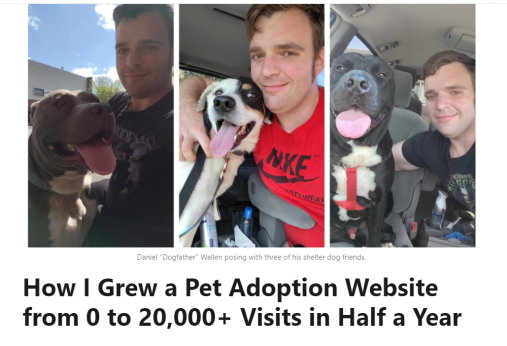 NIKE
Daniel "Dogfather" Wallen posing with three of his shelter dog friends.
How I Grew a Pet Adoption Website
from 0 to 20,000+ Visits in Half a Year